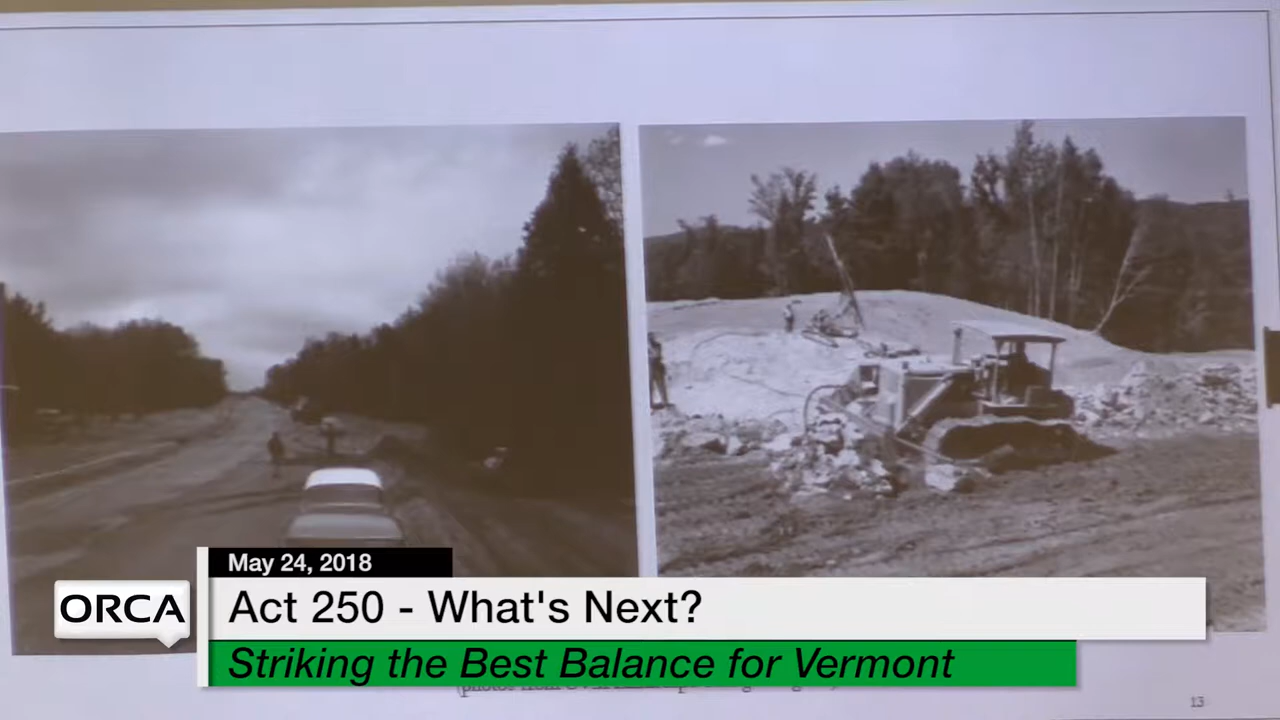 May 24, 2018
ORCA
Act 250 - What's Next?
Striking the Best Balance for Vermont
13